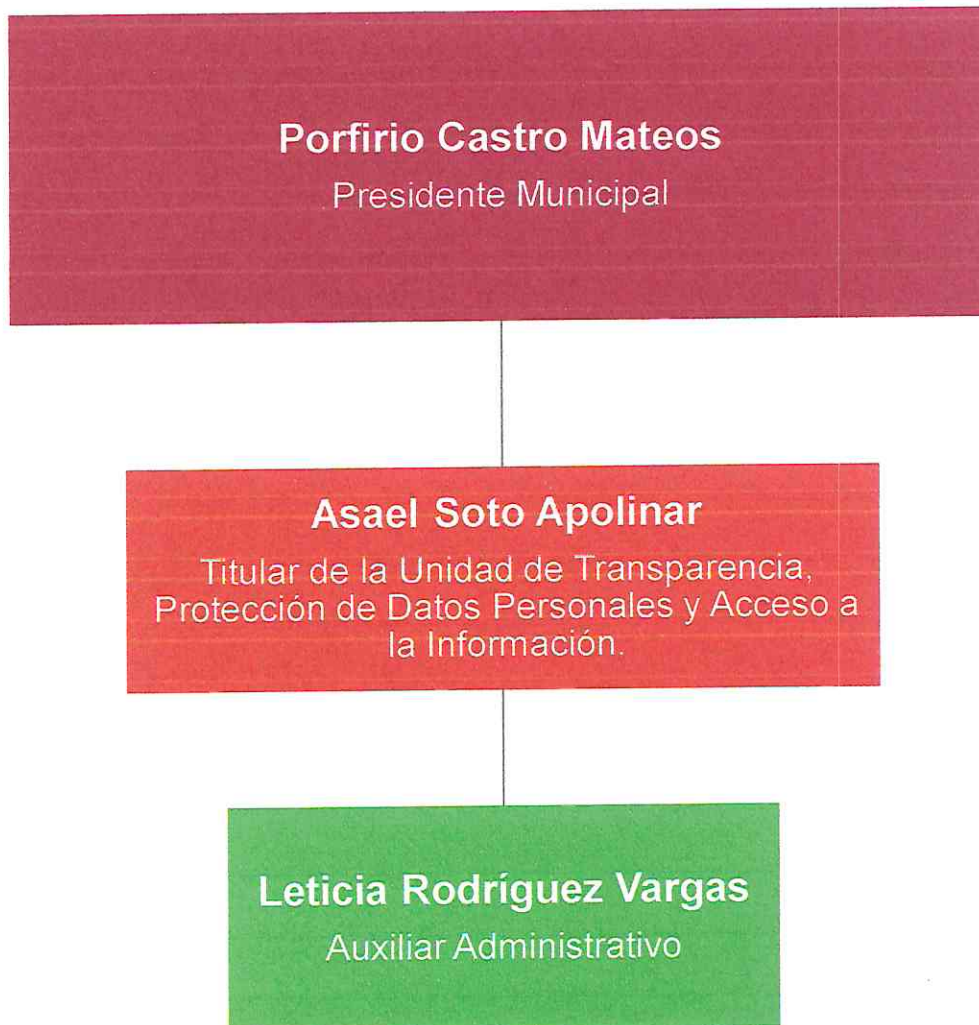 Porfirio Castro Mateos
Presidente Municipal
Asael Soto Apolinar
Titular de la Unidad de Transparencia,
Protección de Datos Personales y Acceso a
la Información.
Leticia Rodríguez Vargas
Auxiliar Administrativo